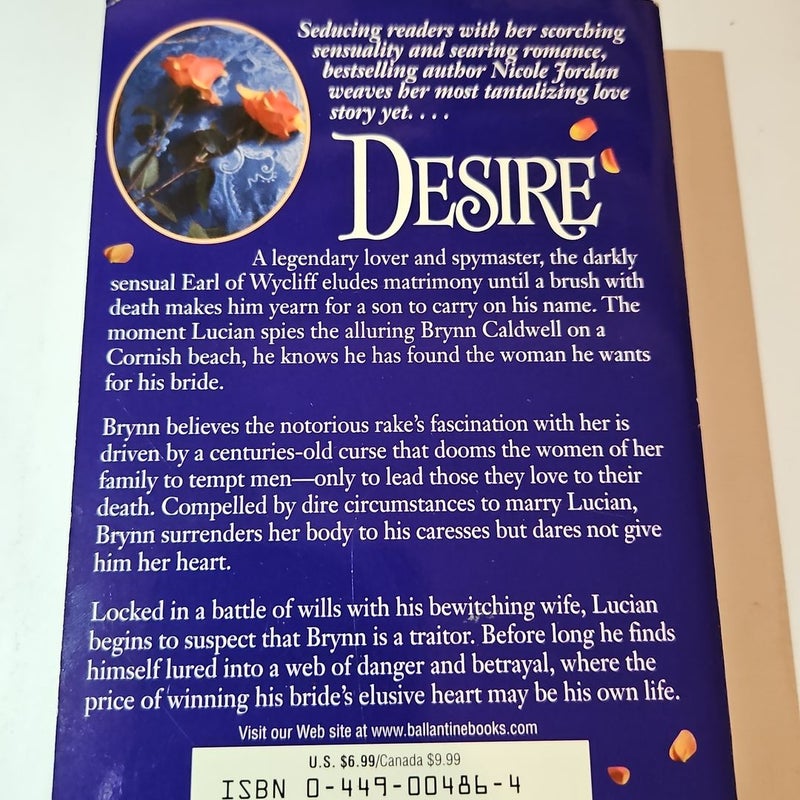 Seducing readers with her scorching
sensuality and searing romance,
bestselling author Nicole Jordan
weaves her most tantalizing love
story yet. . . .
DESIRE
A legendary lover and spymaster, the darkly
sensual Earl of Wycliff eludes matrimony until a brush with
death makes him yearn for a son to carry on his name. The
moment Lucian spies the alluring Brynn Caldwell on a
Cornish beach, he knows he has found the woman he wants
for his bride.
Brynn believes the notorious rake's fascination with her is
driven by a centuries-old curse that dooms the women of her
family to tempt men—only to lead those they love to their
death. Compelled by dire circumstances to marry Lucian,
Brynn surrenders her body to his caresses but dares not give
him her heart.
Locked in a battle of wills with his bewitching wife, Lucian
begins to suspect that Brynn is a traitor. Before long he finds
himself lured into a web of danger and betrayal, where the
price of winning his bride's elusive heart may be his own life.
Visit our Web site at www.ballantinebooks.com
U.S. $6.99/Canada $9.99
ISBN 0-449-00486-4